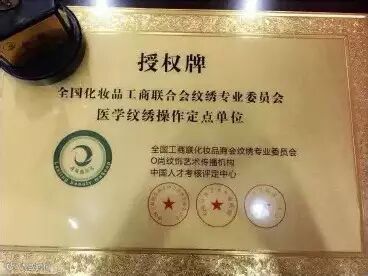 授权牌
全国化妆品工商联合会纹绣专业委员会
医学纹绣操作定点单位
全国工商联化妆品商会纹绣专业委员会
O尚纹饰艺术传播机构
中国人才考核评定中心